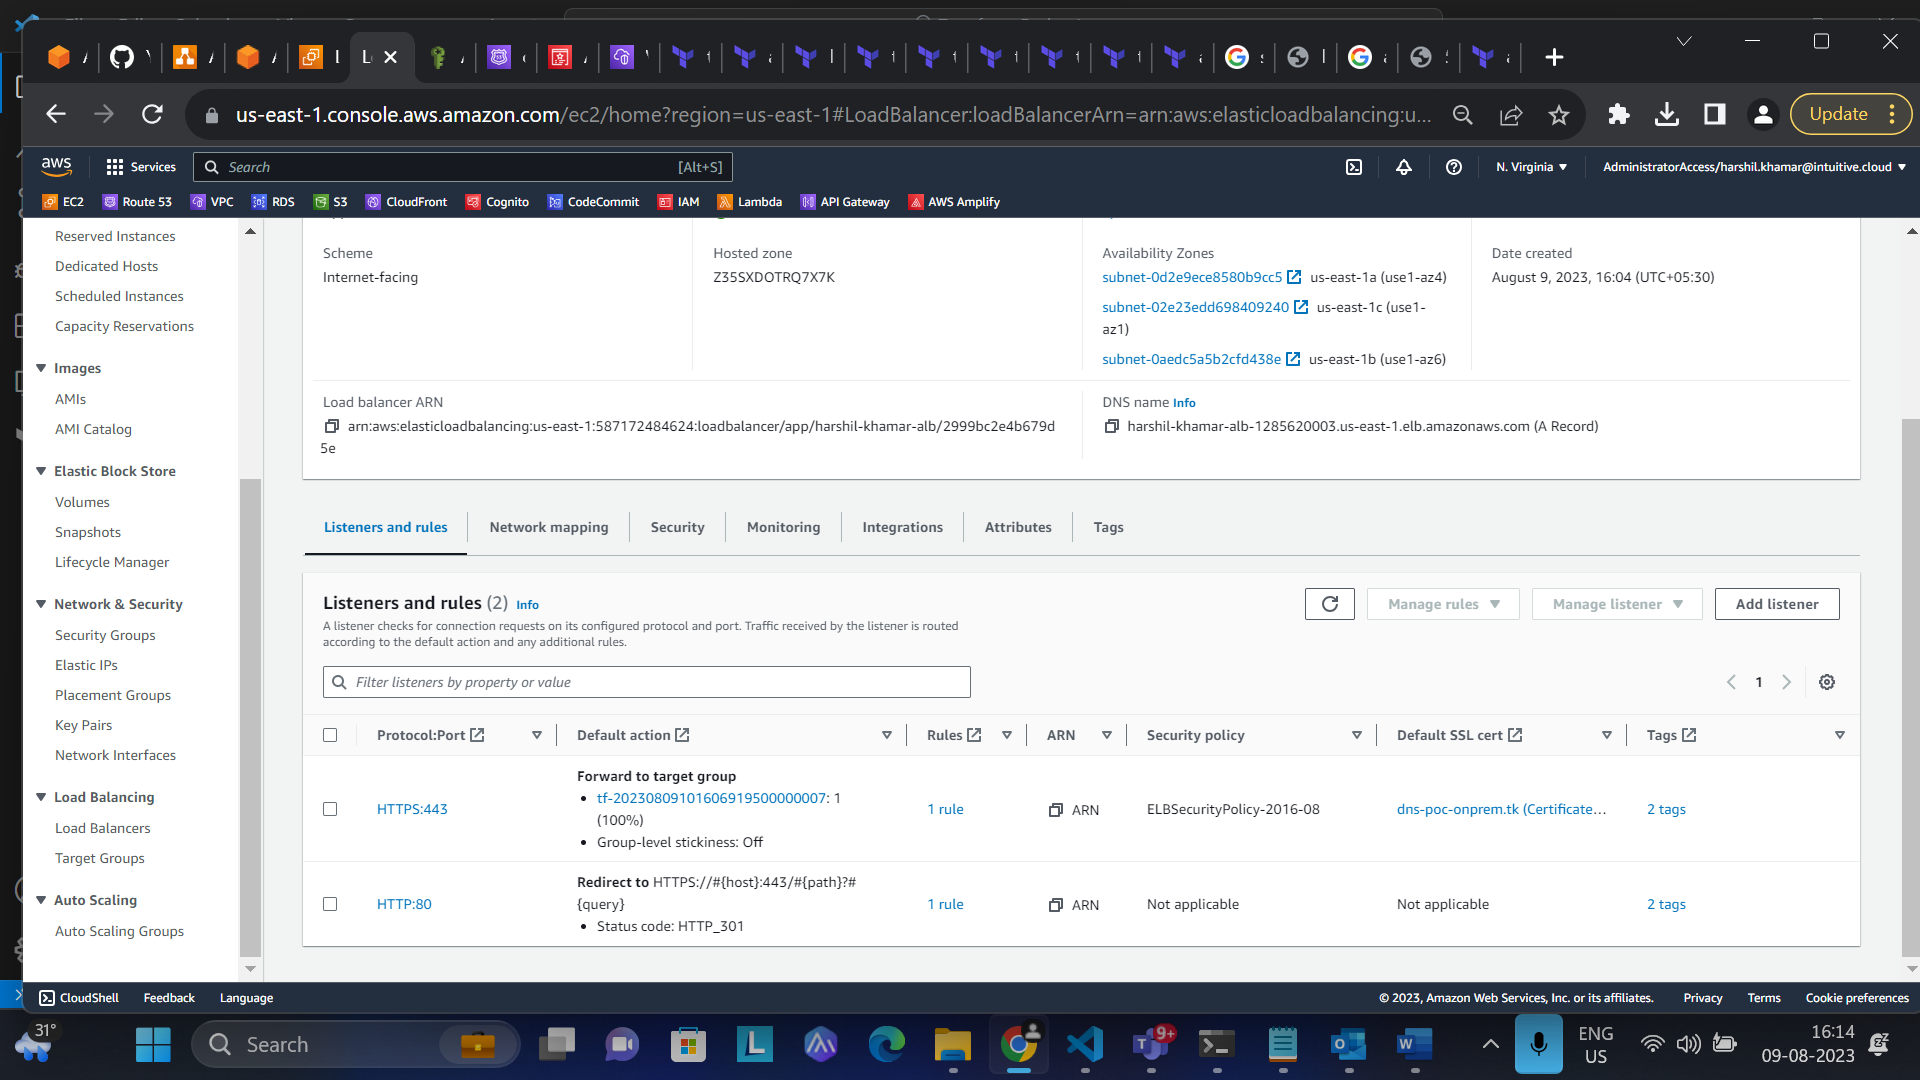 us-east-1.console.aws.amazon.com/ec2/home?region=us-east-1#LoadBalancer:loadBalancerArn=arn:aws:elasticloadbalancing:u...
Update
aws
Services
Search
[Alt+S]
N. Virginia
AdministratorAccess/harshil.khamar@intuitive.cloud
EC2
Route 53
VPC
RDS
S3
CloudFront
Cognito
CodeCommit
IAM
Lambda
API Gateway
AWS Amplify
Reserved Instances
Dedicated Hosts
Scheduled Instances
Capacity Reservations
Images
AMIs
AMI Catalog
Elastic Block Store
Volumes
Snapshots
Lifecycle Manager
Network & Security
Security Groups
Elastic IPs
Placement Groups
Key Pairs
Network Interfaces
Load Balancing
Load Balancers
Target Groups
Auto Scaling
Auto Scaling Groups
Scheme
Internet-facing
Hosted zone
Z35SXDOTRQ7X7K
Availability Zones
subnet-0d2e9ece8580b9cc5 us-east-1a (use1-az4)
subnet-02e23edd698409240 us-east-1c (use1-
az1)
subnet-0aedc5a5b2cfd438e us-east-1b (use1-az6)
Date created
August 9, 2023, 16:04 (UTC+05:30)
Load balancer ARN
arn:aws:elasticloadbalancing:us-east-1:587172484624:loadbalancer/app/harshil-khamar-alb/2999bc2e4b679d
5e
DNS name Info
harshil-khamar-alb-1285620003.us-east-1.elb.amazonaws.com (A Record)
Listeners and rules
Network mapping
Security
Monitoring
Integrations
Attributes
Tags
Listeners and rules (2) Info
A listener checks for connection requests on its configured protocol and port. Traffic received by the listener is routed
according to the default action and any additional rules.
Manage rules
Manage listener
Add listener
Filter listeners by property or value
1
Protocol:Port
Default action
Rules
ARN
Security policy
Default SSL cert
Tags
HTTPS:443
Forward to target group
• tf-20230809101606919500000007: 1
(100%)
• Group-level stickiness: Off
1 rule
ARN
ELBSecurityPolicy-2016-08
dns-poc-onprem.tk (Certificate...
2 tags
HTTP:80
Redirect to HTTPS://#{host}:443/#{path}?#
{query}
• Status code: HTTP_301
1 rule
ARN
Not applicable
Not applicable
2 tags
CloudShell
Feedback
Language
© 2023, Amazon Web Services, Inc. or its affiliates.
Privacy
Terms
Cookie preferences
31°
Search
9+
ENG
US
16:14
09-08-2023